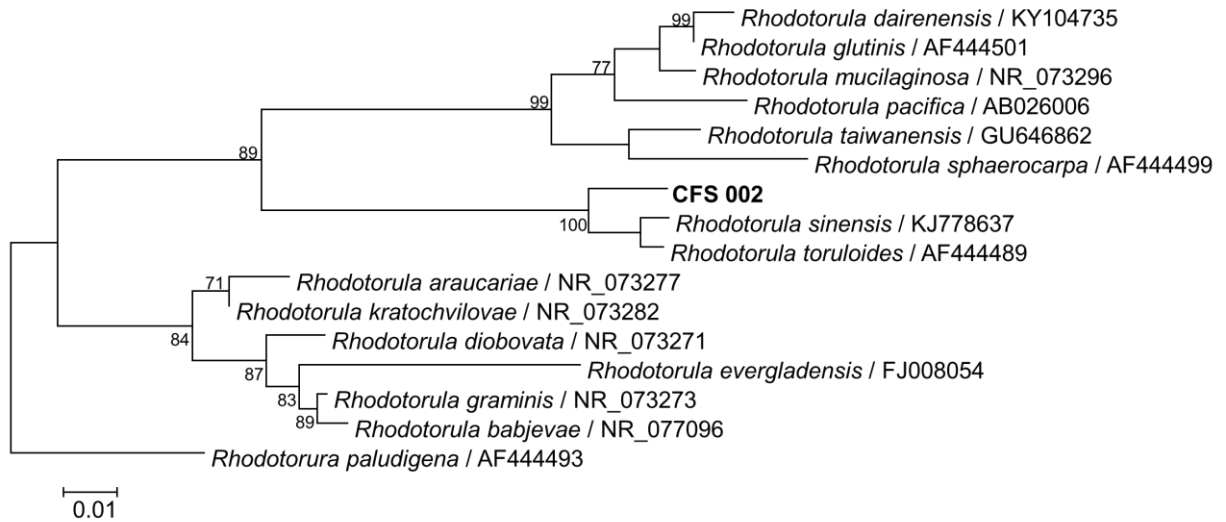 99 Rhodotorula dairenensis / KY104735
Rhodotorula glutinis / AF444501
77 Rhodotorula mucilaginosa / NR_073296
99 Rhodotorula pacifica / AB026006
Rhodotorula taiwanensis / GU646862
89 Rhodotorula sphaerocarpa / AF444499
CFS 002
100 Rhodotorula sinensis / KJ778637
Rhodotorula toruloides / AF444489
71 Rhodotorula araucariae / NR_073277
Rhodotorula kratochvilovae / NR_073282
84 Rhodotorula diobovata / NR_073271
87 Rhodotorula evergladensis / FJ008054
83 Rhodotorula graminis / NR_073273
89 Rhodotorula babjevae / NR_077096
Rhodotorura paludigena / AF444493
0.01